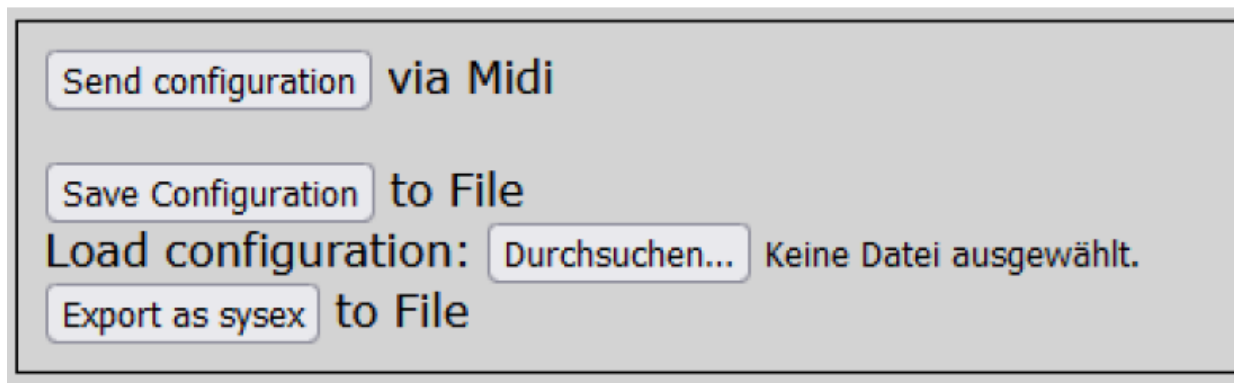 Send configuration via Midi
Save Configuration to File
Load configuration: Durchsuchen... Keine Datei ausgewählt.
Export as sysex to File